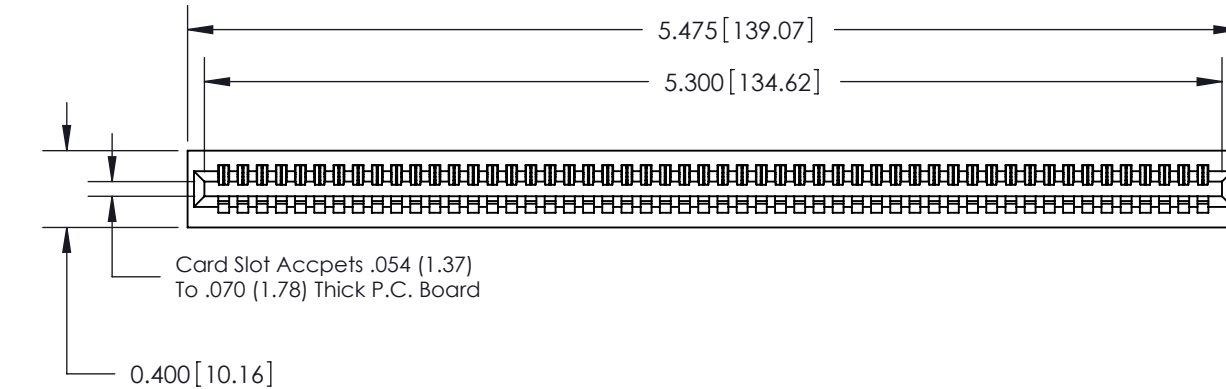 5.475[139.07]
5.300[134.62]
Card Slot Accpets .054 (1.37)
To .070 (1.78) Thick P.C. Board
0.400[10.16]